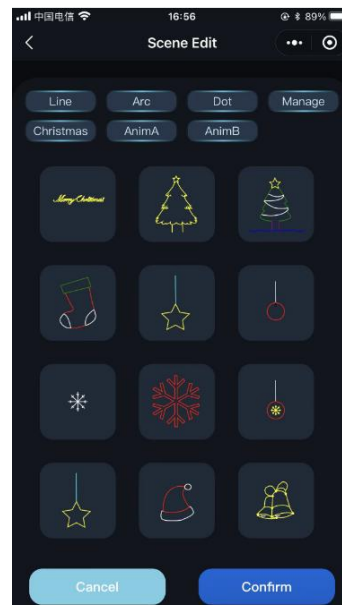 中国电信 16:56 89%
Scene Edit
Line Arc Dot Manage
Christmas AnimA AnimB
Merry Christmas
Cancel Confirm